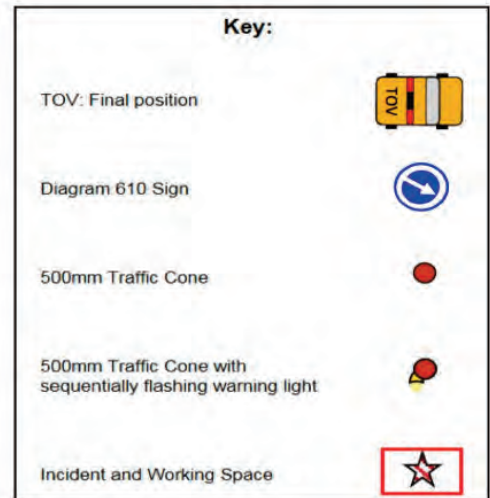 Key:
TOV: Final position
TOV
Diagram 610 Sign
500mm Traffic Cone
500mm Traffic Cone with
sequentially flashing warning light
Incident and Working Space